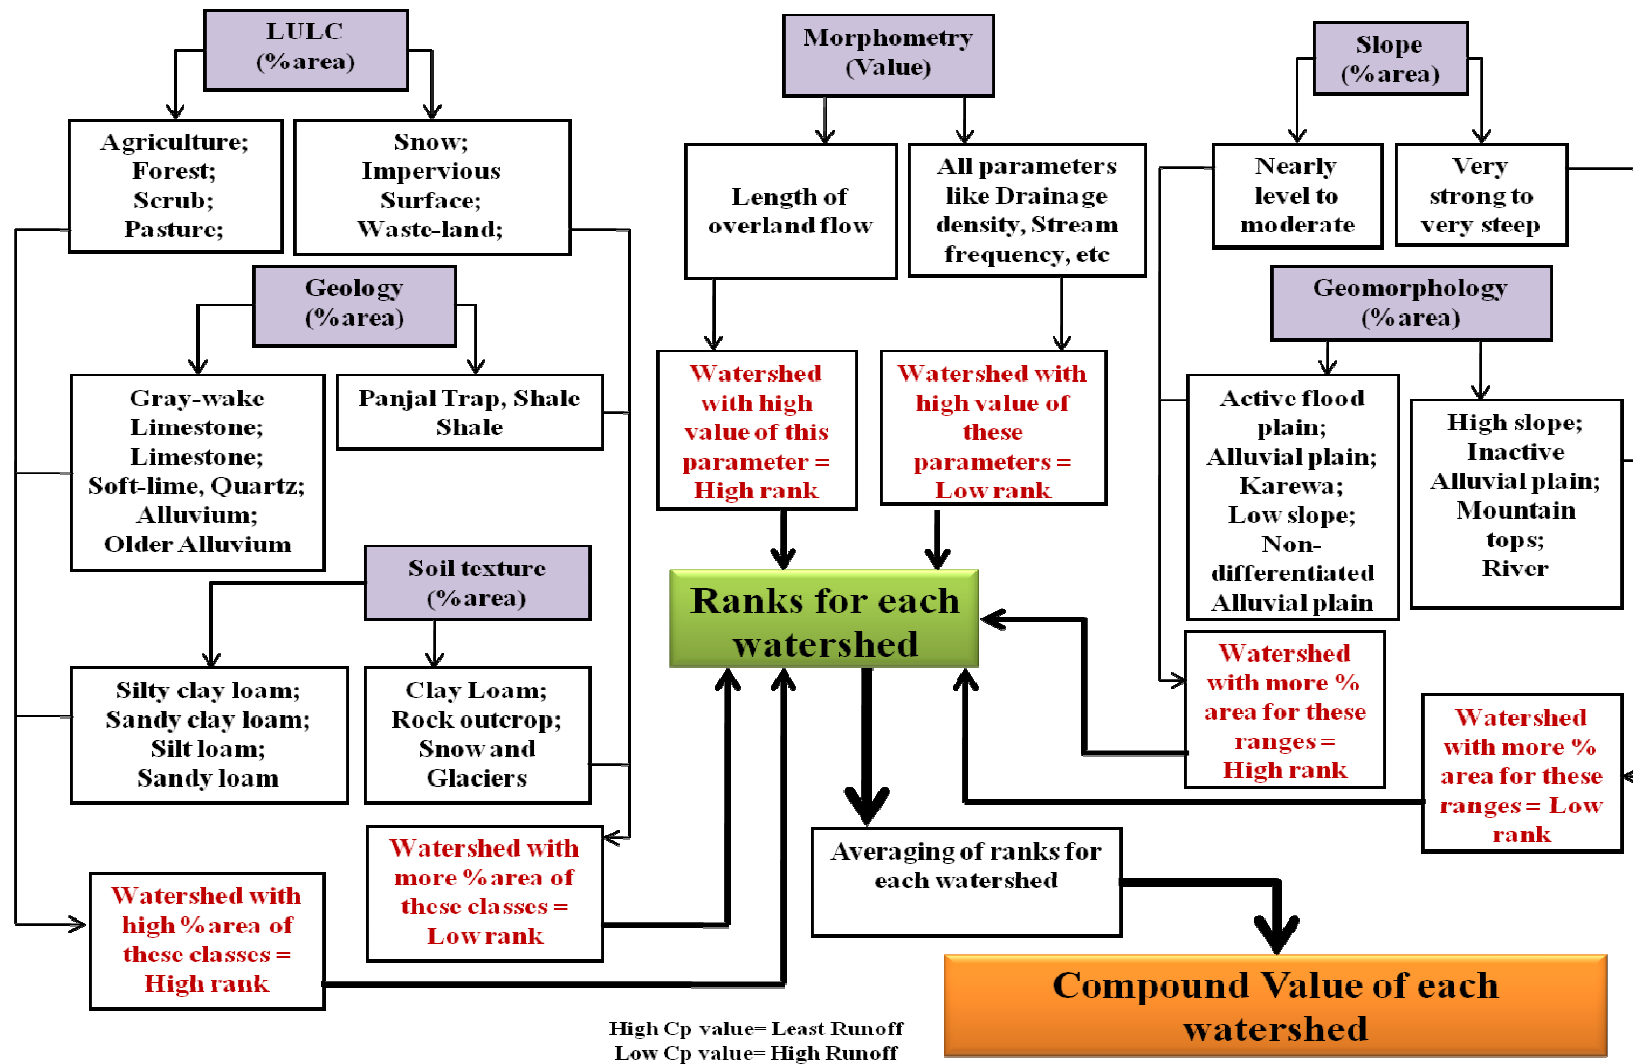 LULC
(%area)
Agriculture;
Forest;
Scrub;
Pasture;
Snow;
Impervious
Surface;
Waste-land;
Geology
(%area)
Gray-wake
Limestone;
Limestone;
Soft-lime, Quartz;
Alluvium;
Older Alluvium
Panjal Trap, Shale
Shale
Soil texture
(%area)
Silty clay loam;
Sandy clay loam;
Silt loam;
Sandy loam
Clay Loam;
Rock outcrop;
Snow and
Glaciers
Watershed with
more %area of
these classes =
Low rank
Watershed with
high %area of
these classes =
High rank
Morphometry
(Value)
Length of
overland flow
All parameters
like Drainage
density, Stream
frequency, etc
Watershed
with high
value of this
parameter =
High rank
Watershed with
high value of
these
parameters =
Low rank
Ranks for each
watershed
Slope
(%area)
Nearly
level to
moderate
Very
strong to
very steep
Geomorphology
(%area)
Active flood
plain;
Alluvial plain;
Karewa;
Low slope;
Non-
differentiated
Alluvial plain
High slope;
Inactive
Alluvial plain;
Mountain
tops;
River
Watershed
with more %
area for these
ranges =
High rank
Watershed
with more %
area for these
ranges = Low
rank
Averaging of ranks for
each watershed
Compound Value of each
watershed
High Cp value= Least Runoff
Low Cp value= High Runoff